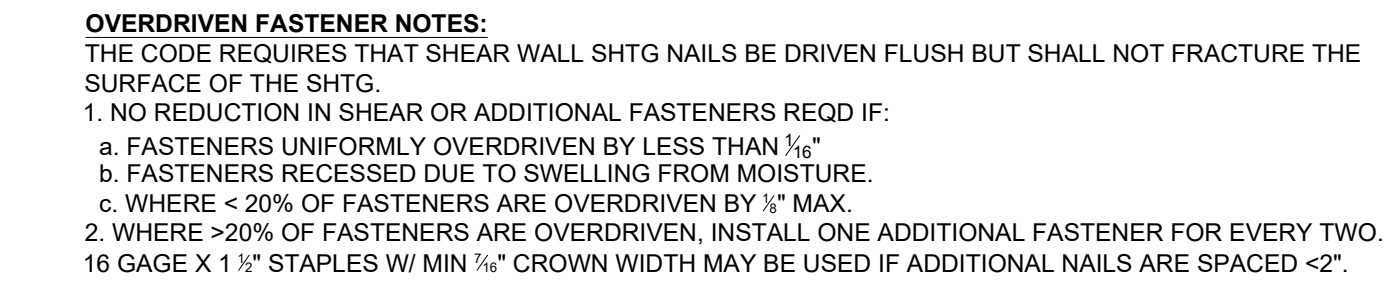 OVERDRIVEN FASTENER NOTES:
THE CODE REQUIRES THAT SHEAR WALL SHTG NAILS BE DRIVEN FLUSH BUT SHALL NOT FRACTURE THE
SURFACE OF THE SHTG.
1. NO REDUCTION IN SHEAR OR ADDITIONAL FASTENERS REQD IF:
a. FASTENERS UNIFORMLY OVERDRIVEN BY LESS THAN 1⁄16"
b. FASTENERS RECESSED DUE TO SWELLING FROM MOISTURE.
c. WHERE < 20% OF FASTENERS ARE OVERDRIVEN BY ⅛" MAX.
2. WHERE >20% OF FASTENERS ARE OVERDRIVEN, INSTALL ONE ADDITIONAL FASTENER FOR EVERY TWO.
16 GAGE X 1 ½" STAPLES W/ MIN 7⁄16" CROWN WIDTH MAY BE USED IF ADDITIONAL NAILS ARE SPACED <2".